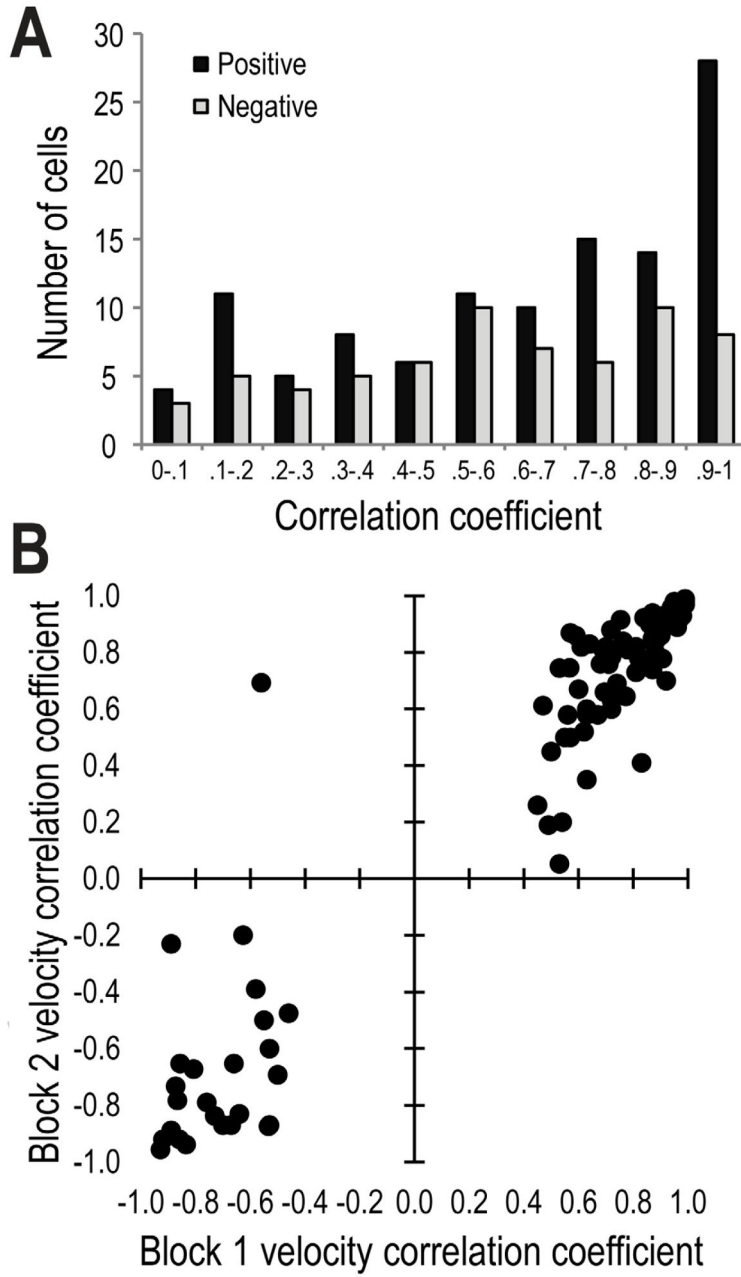 A
30
25
20
15
10
5
0
Number of cells
Positive
Negative
0-.1 .1-.2 .2-.3 .3-.4 .4-.5 .5-.6 .6-.7 .7-.8 .8-.9 .9-1
Correlation coefficient
B
1.0
0.8
0.6
0.4
0.2
0.0
-0.2
-0.4
-0.6
-0.8
-1.0
Block 2 velocity correlation coefficient
-1.0 -0.8 -0.6 -0.4 -0.2 0.0 0.2 0.4 0.6 0.8 1.0
Block 1 velocity correlation coefficient